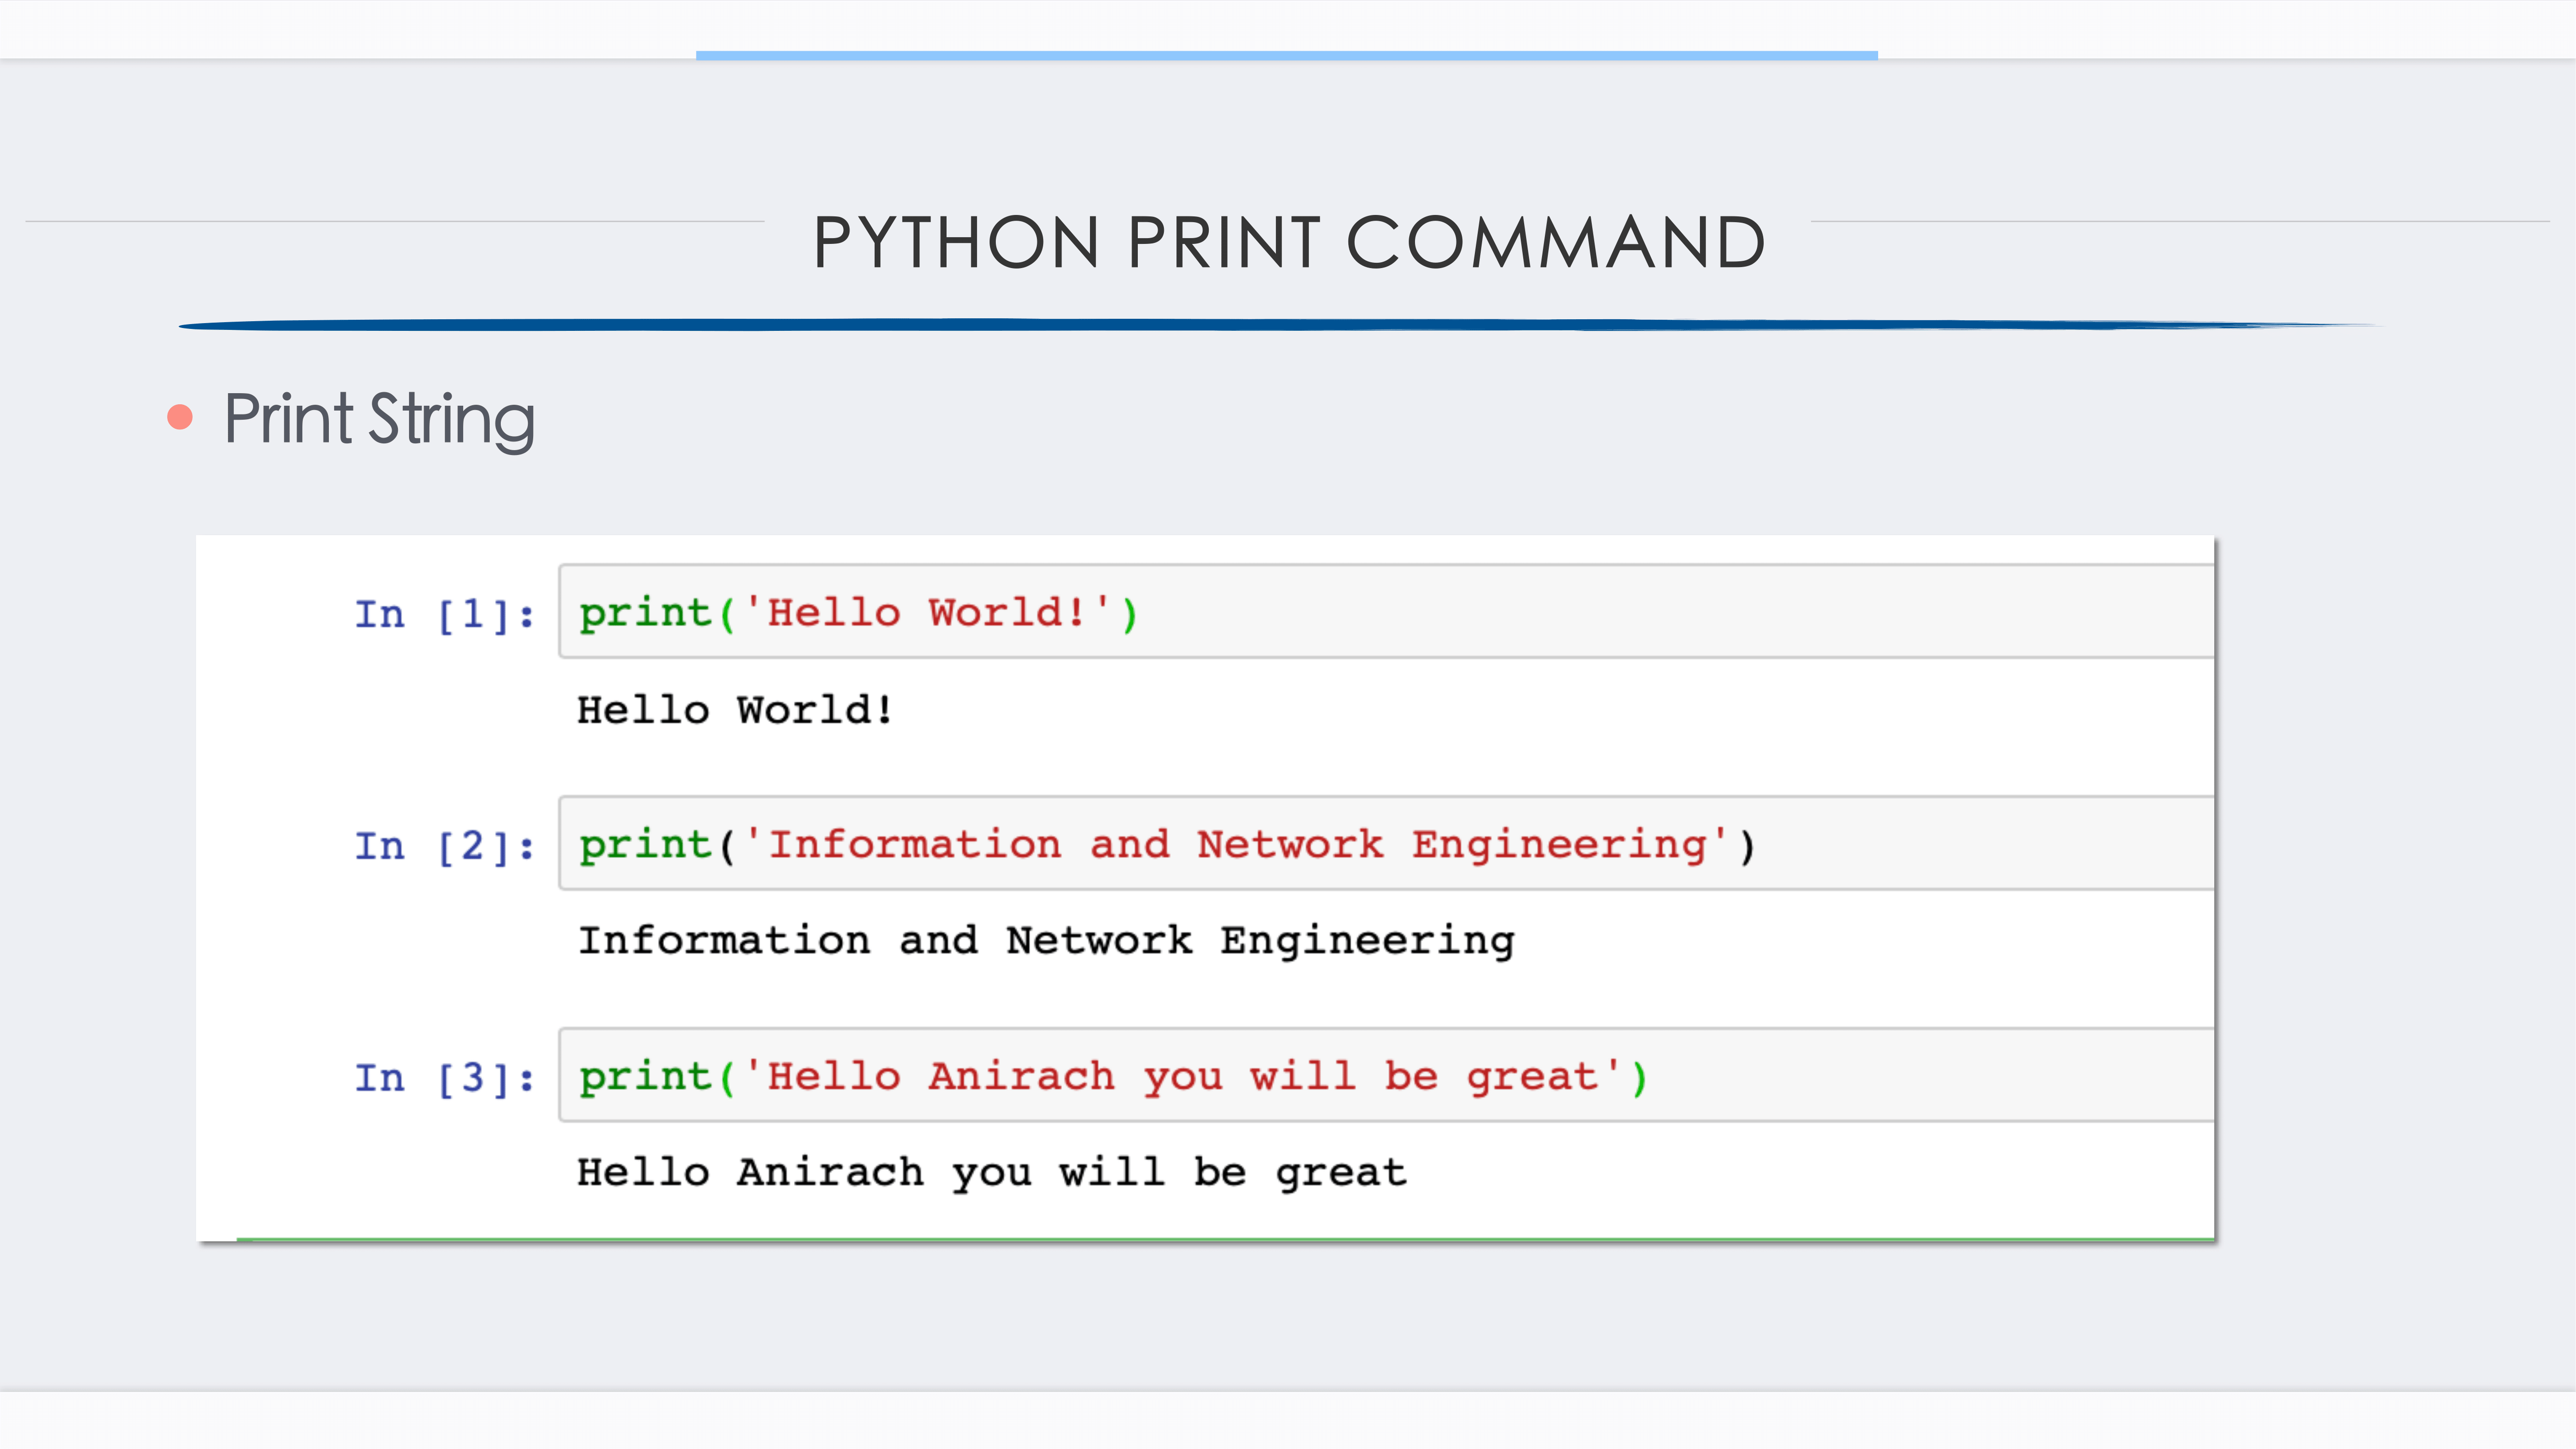 PYTHON PRINT COMMAND
Print String
In [1]: print('Hello World!')
Hello World!
In [2]: print('Information and Network Engineering')
Information and Network Engineering
In [3]: print('Hello Anirach you will be great')
Hello Anirach you will be great